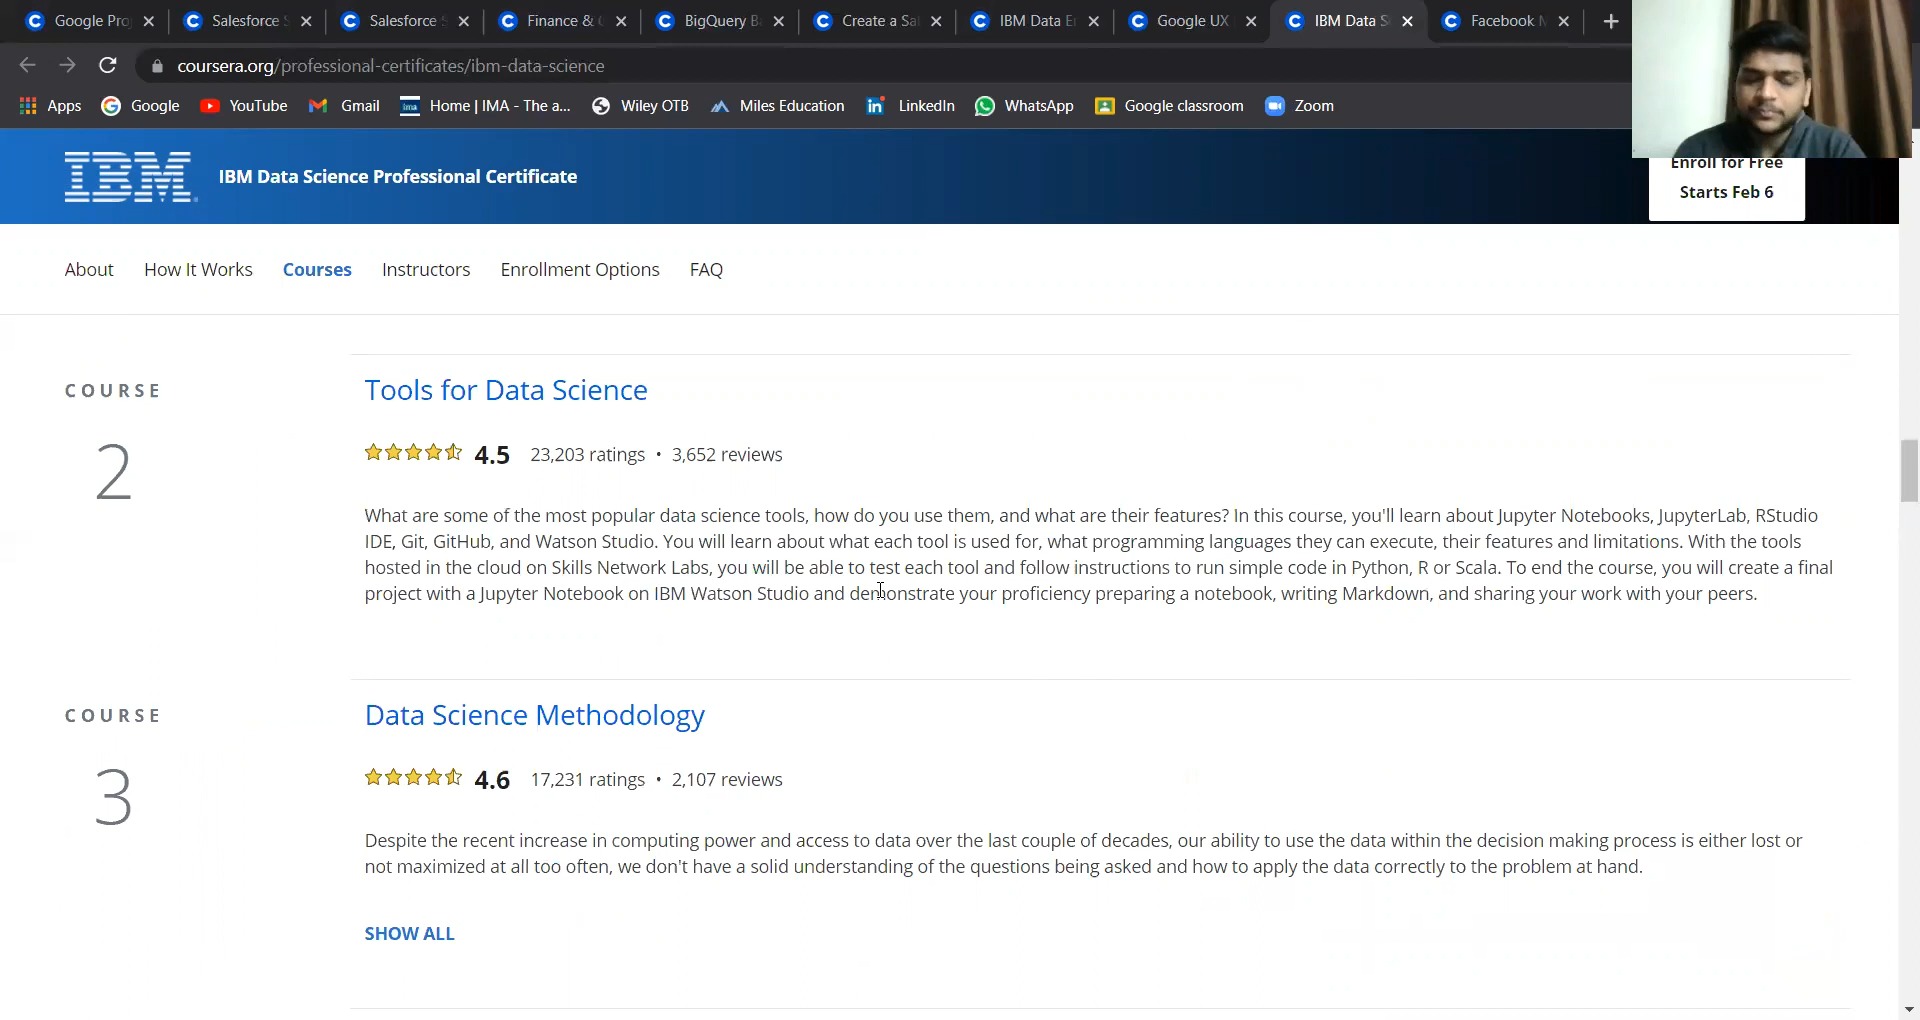 Google Pro
Salesforce S
Salesforce S
Finance & C
BigQuery B
Create a Sal
IBM Data E
Google UX
IBM Data S
Facebook M
coursera.org/professional-certificates/ibm-data-science
Apps
Google
YouTube
Gmail
Home | IMA - The a...
Wiley OTB
Miles Education
LinkedIn
WhatsApp
Google classroom
Zoom
IBM
IBM Data Science Professional Certificate
Enroll for Free
Starts Feb 6
About
How It Works
Courses
Instructors
Enrollment Options
FAQ
COURSE
2
Tools for Data Science
4.5 23,203 ratings • 3,652 reviews
What are some of the most popular data science tools, how do you use them, and what are their features? In this course, you'll learn about Jupyter Notebooks, JupyterLab, RStudio
IDE, Git, GitHub, and Watson Studio. You will learn about what each tool is used for, what programming languages they can execute, their features and limitations. With the tools
hosted in the cloud on Skills Network Labs, you will be able to test each tool and follow instructions to run simple code in Python, R or Scala. To end the course, you will create a final
project with a Jupyter Notebook on IBM Watson Studio and demonstrate your proficiency preparing a notebook, writing Markdown, and sharing your work with your peers.
COURSE
3
Data Science Methodology
4.6 17,231 ratings • 2,107 reviews
Despite the recent increase in computing power and access to data over the last couple of decades, our ability to use the data within the decision making process is either lost or
not maximized at all too often, we don't have a solid understanding of the questions being asked and how to apply the data correctly to the problem at hand.
SHOW ALL